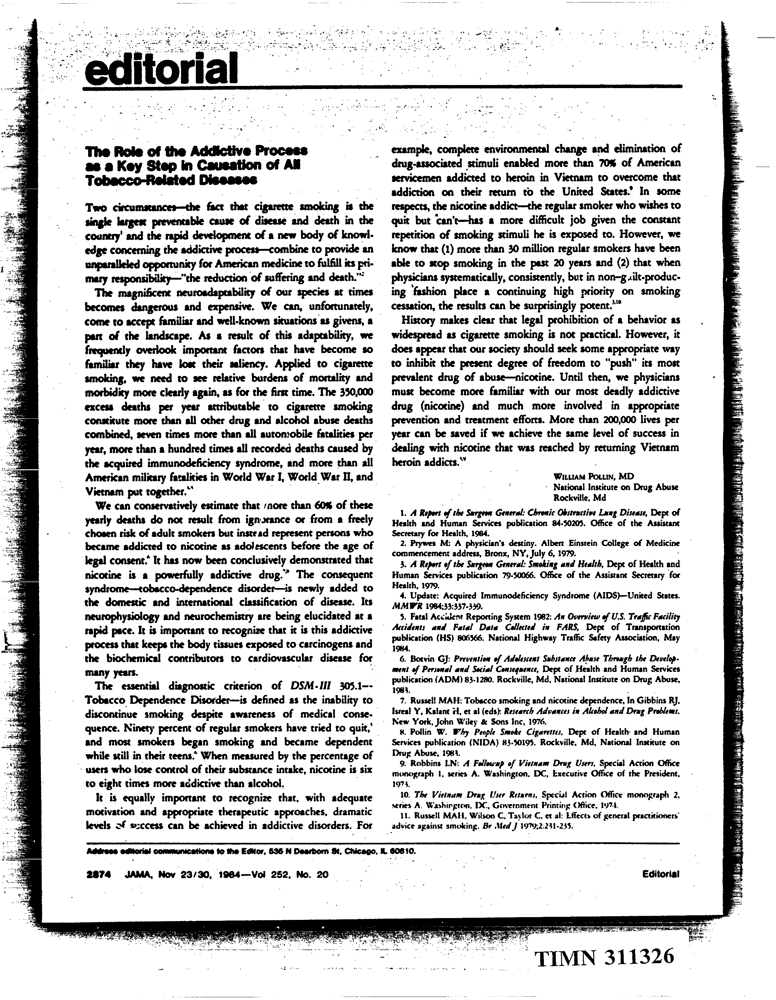 editorial
The Role of the Addictive Process
as a Key Step in Causation of All
Tobacco-Related Diseases
Two circumstances—the fact that cigarette smoking is the
single largest preventable cause of disease and death in the
country¹ and the rapid development of a new body of knowl-
edge concerning the addictive process—combine to provide an
unparalleled opportunity for American medicine to fulfill its pri-
mary responsibility—"the reduction of suffering and death."²
The magnificent neuroadaptability of our species at times
becomes dangerous and expensive. We can, unfortunately,
come to accept familiar and well-known situations as givens, a
part of the landscape. As a result of this adaptability, we
frequently overlook important factors that have become so
familiar they have lost their saliency. Applied to cigarette
smoking, we need to see relative burdens of mortality and
morbidity more clearly again, as for the first time. The 350,000
excess deaths per year attributable to cigarette smoking
constitute more than all other drug and alcohol abuse deaths
combined, seven times more than all automobile fatalities per
year, more than a hundred times all recorded deaths caused by
the acquired immunodeficiency syndrome, and more than all
American military fatalities in World War I, World War II, and
Vietnam put together.
We can conservatively estimate that more than 60% of these
yearly deaths do not result from ignorance or from a freely
chosen risk of adult smokers but instead represent persons who
became addicted to nicotine as adolescents before the age of
legal consent. It has now been conclusively demonstrated that
nicotine is a powerfully addictive drug. The consequent
syndrome—tobacco-dependence disorder—is newly added to
the domestic and international classification of disease. Its
neurophysiology and neurochemistry are being elucidated at a
rapid pace. It is important to recognize that it is this addictive
process that keeps the body tissues exposed to carcinogens and
the biochemical contributors to cardiovascular disease for
many years.
The essential diagnostic criterion of DSM-III 305.1—
Tobacco Dependence Disorder—is defined as the inability to
discontinue smoking despite awareness of medical conse-
quence. Ninety percent of regular smokers have tried to quit,
and most smokers began smoking and became dependent
while still in their teens. When measured by the percentage of
users who lose control of their substance intake, nicotine is six
to eight times more addictive than alcohol.
It is equally important to recognize that, with adequate
motivation and appropriate therapeutic approaches, dramatic
levels of success can be achieved in addictive disorders. For
example, complete environmental change and elimination of
drug-associated stimuli enabled more than 70% of American
servicemen addicted to heroin in Vietnam to overcome that
addiction on their return to the United States.⁹ In some
respects, the nicotine addict—the regular smoker who wishes to
quit but can't—has a more difficult job given the constant
repetition of smoking stimuli he is exposed to. However, we
know that (1) more than 30 million regular smokers have been
able to stop smoking in the past 20 years and (2) that when
physicians systematically, consistently, but in non-guilt-produc-
ing fashion place a continuing high priority on smoking
cessation, the results can be surprisingly potent.
History makes clear that legal prohibition of a behavior as
widespread as cigarette smoking is not practical. However, it
does appear that our society should seek some appropriate way
to inhibit the present degree of freedom to "push" its most
prevalent drug of abuse—nicotine. Until then, we physicians
must become more familiar with our most deadly addictive
drug (nicotine) and much more involved in appropriate
prevention and treatment efforts. More than 200,000 lives per
year can be saved if we achieve the same level of success in
dealing with nicotine that was reached by returning Vietnam
heroin addicts.
WILLIAM POLLIN, MD
National Institute on Drug Abuse
Rockville, Md
1. A Report of the Surgeon General: Chronic Obstructive Lung Disease, Dept of
Health and Human Services publication 84-50205. Office of the Assistant
Secretary for Health, 1984.
2. Prywes M: A physician's destiny. Albert Einstein College of Medicine
commencement address, Bronx, NY, July 6, 1979.
3. A Report of the Surgeon General: Smoking and Health, Dept of Health and
Human Services publication 79-50066. Office of the Assistant Secretary for
Health, 1979.
4. Update: Acquired Immunodeficiency Syndrome (AIDS)—United States.
MMWR 1984;33:337-339.
5. Fatal Accident Reporting System 1982: An Overview of U.S. Traffic Facility
Accidents and Fatal Data Collected in FARS, Dept of Transportation
publication (HS) 806566. National Highway Traffic Safety Association, May
1984.
6. Botvin GJ: Prevention of Adolescent Substance Abuse Through the Develop-
ment of Personal and Social Consequence, Dept of Health and Human Services
publication (ADM) 83-1280. Rockville, Md, National Institute on Drug Abuse,
1983.
7. Russell MAH: Tobacco smoking and nicotine dependence, In Gibbins RJ,
Isreal Y, Kalant H, et al (eds): Research Advances in Alcohol and Drug Problems.
New York, John Wiley & Sons Inc, 1976.
8. Pollin W. Why People Smoke Cigarettes, Dept of Health and Human
Services publication (NIDA) 83-50195. Rockville, Md, National Institute on
Drug Abuse, 1983.
9. Robbins LN: A Followup of Vietnam Drug Users, Special Action Office
monograph 1, series A. Washington, DC, Executive Office of the President,
1973.
10. The Vietnam Drug User Returns, Special Action Office monograph 2,
series A. Washington, DC, Government Printing Office, 1974.
11. Russell MAH, Wilson C, Taylor C, et al: Effects of general practitioners'
advice against smoking. Br Med J 1979;2:231-235.
Address editorial communications to the Editor, 535 N Dearborn St, Chicago, IL 60610.
2874 JAMA, Nov 23/30, 1984—Vol 252, No. 20
Editorial
TIMN 311326